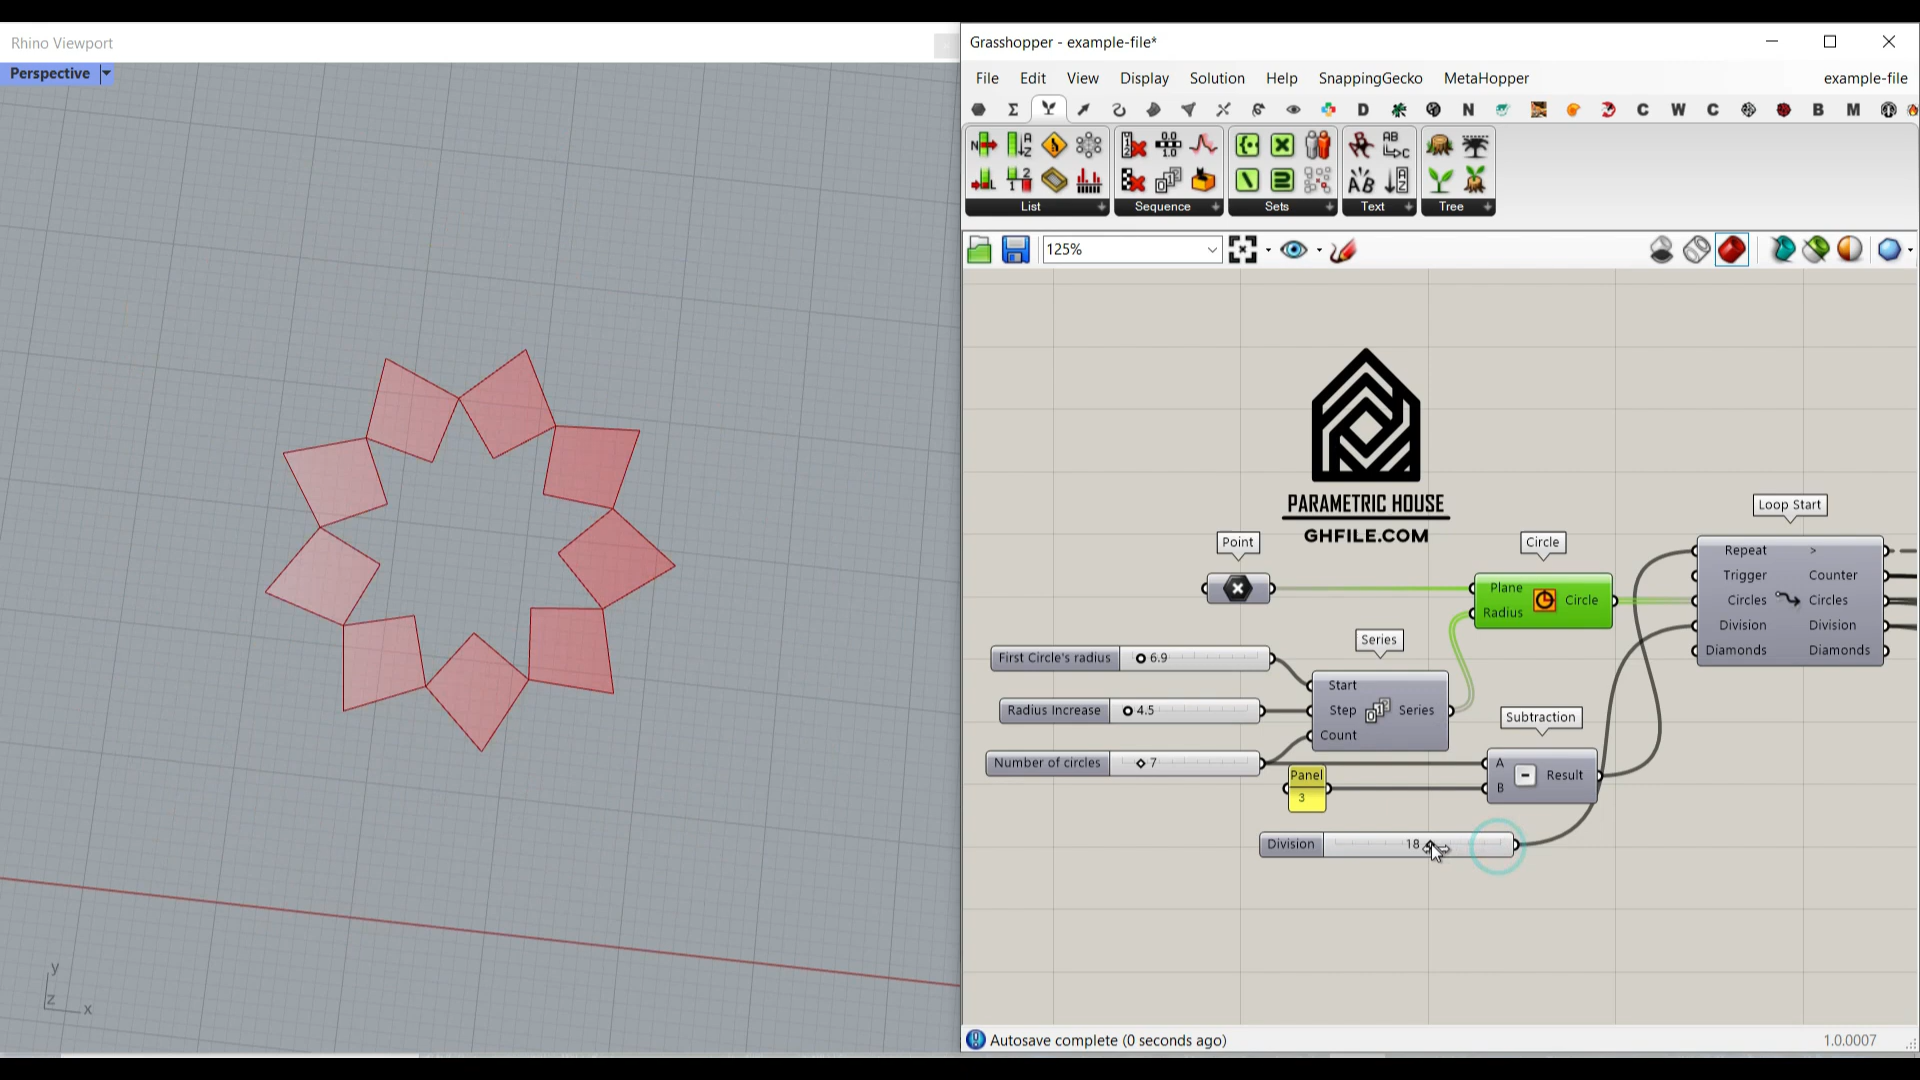 Rhino Viewport
Perspective
Grasshopper - example-file*
File Edit View Display Solution Help SnappingGecko MetaHopper example-file
D N C W C B M
List Sequence Sets Text Tree
125%
PARAMETRIC HOUSE
GHFILE.COM
Point
Circle
Loop Start
Plane
Radius
Circle
Repeat >
Trigger Counter
Circles Circles
Division Division
Diamonds Diamonds
Series
First Circle's radius 6.9
Radius Increase 4.5
Number of circles 7
Start
Step Series
Count
Subtraction
A
B
Result
Panel
3
Division 18
y
z
x
Autosave complete (0 seconds ago)
1.0.0007